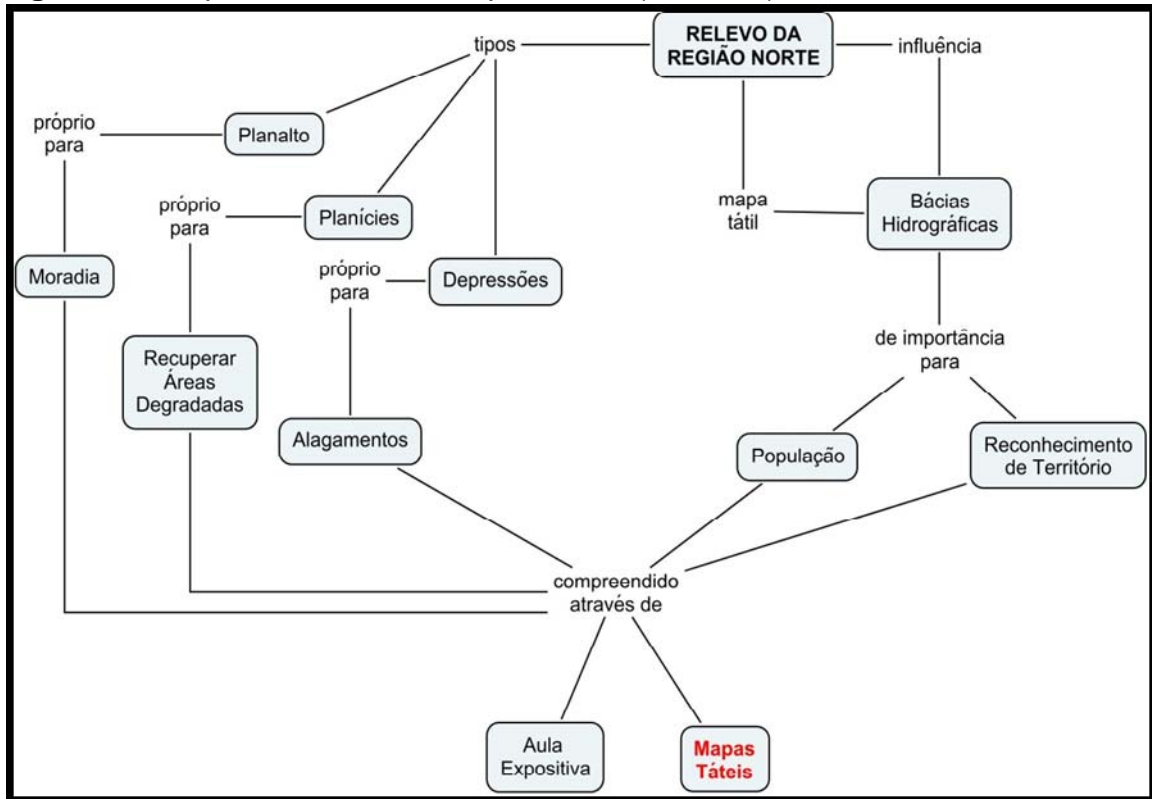 RELEVO DA
REGIÃO NORTE
tipos
influência
próprio
para
Planalto
próprio
para
Planícies
mapa
tátil
Bácias
Hidrográficas
Moradia
próprio
para
Depressões
Recuperar
Áreas
Degradadas
de importância
para
Alagamentos
População
Reconhecimento
de Território
compreendido
através de
Aula
Expositiva
Mapas
Táteis